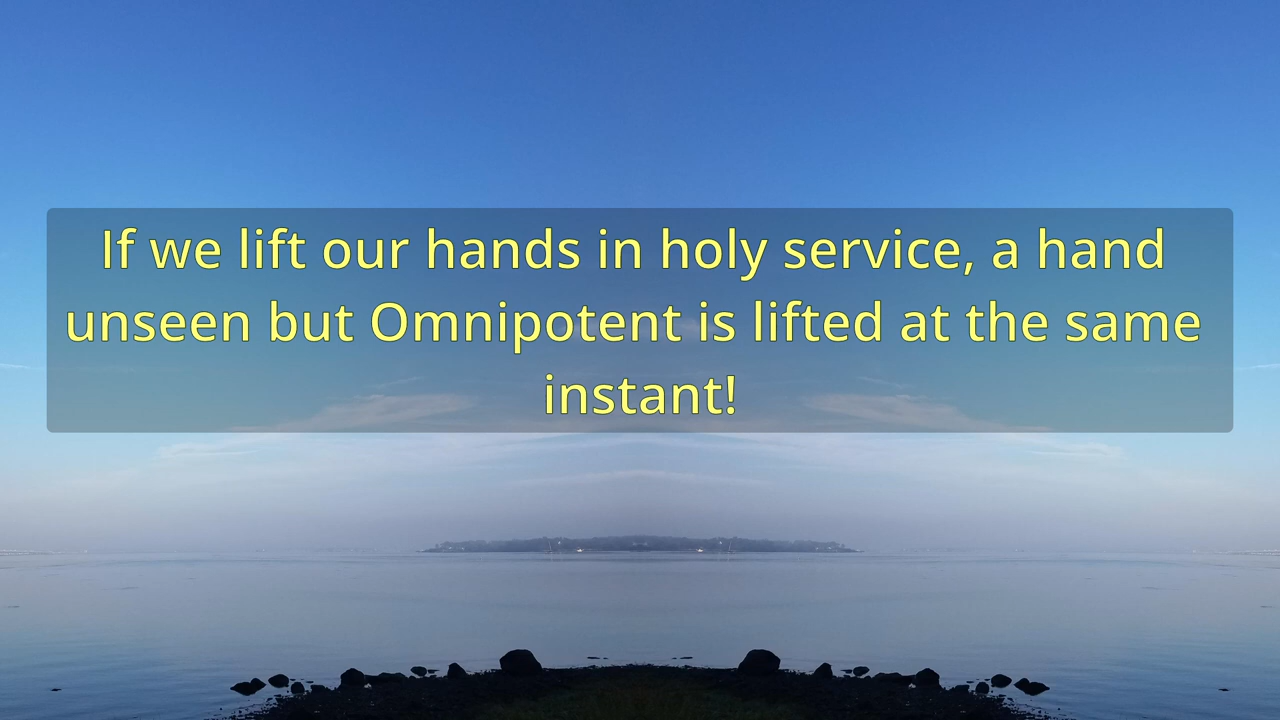 If we lift our hands in holy service, a hand
unseen but Omnipotent is lifted at the same
instant!